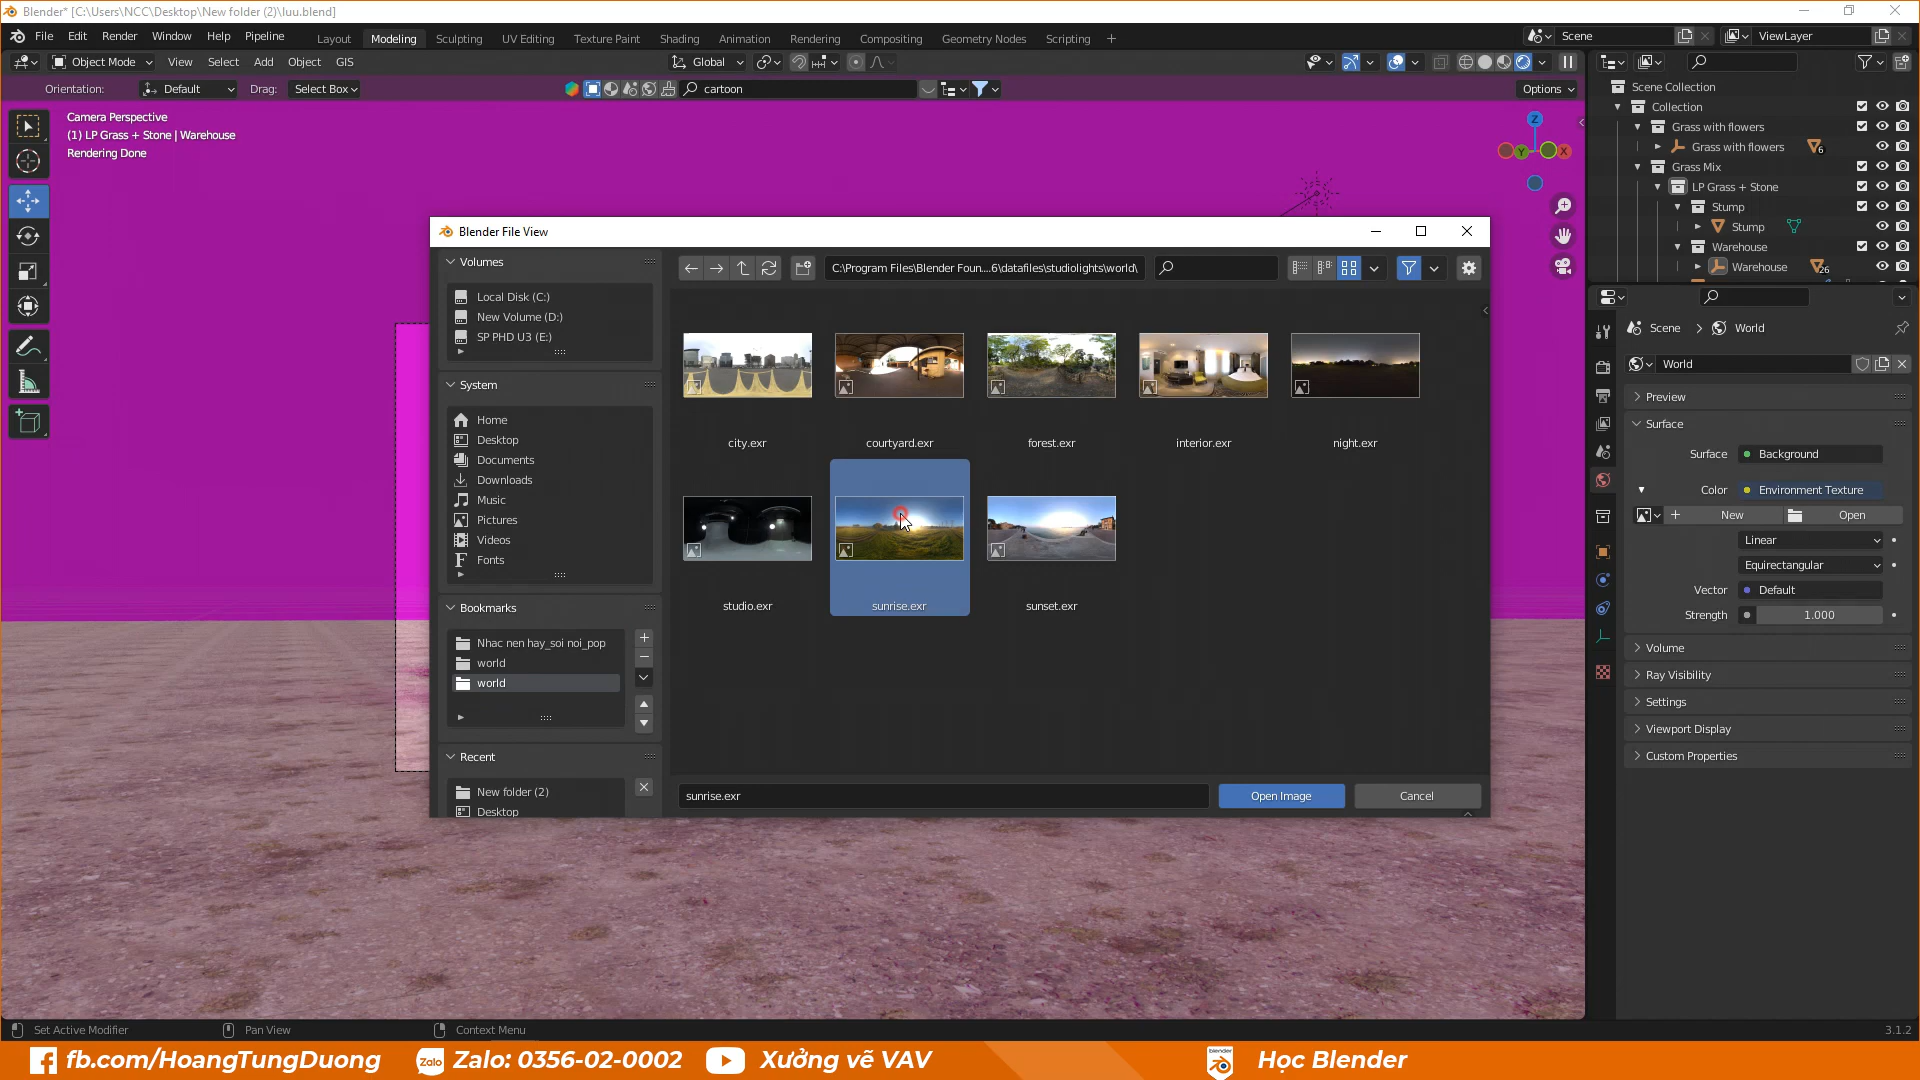 Blender* [C:\Users\NCC\Desktop\New folder (2)\luu.blend]
File Edit Render Window Help Pipeline
Layout Modeling Sculpting UV Editing Texture Paint Shading Animation Rendering Compositing Geometry Nodes Scripting +
Scene
ViewLayer
Object Mode View Select Add Object GIS
Global
Orientation: Default Drag: Select Box
cartoon
Options
Camera Perspective
(1) LP Grass + Stone | Warehouse
Rendering Done
Z
Y
X
Scene Collection
Collection
Grass with flowers
Grass with flowers 6
Grass Mix
LP Grass + Stone
Stump
Stump
Warehouse
Warehouse 26
Blender File View
Volumes
Local Disk (C:)
New Volume (D:)
SP PHD U3 (E:)
System
Home
Desktop
Documents
Downloads
Music
Pictures
Videos
Fonts
Bookmarks
Nhac nen hay_soi noi_pop
world
world
Recent
New folder (2)
Desktop
C:\Program Files\Blender Foun...6\datafiles\studiolights\world\
city.exr
courtyard.exr
forest.exr
interior.exr
night.exr
studio.exr
sunrise.exr
sunset.exr
sunrise.exr
Open Image
Cancel
Scene > World
World
Preview
Surface
Surface Background
Color Environment Texture
+ New Open
Linear
Equirectangular
Vector Default
Strength 1.000
Volume
Ray Visibility
Settings
Viewport Display
Custom Properties
Set Active Modifier
Pan View
Context Menu
3.1.2
fb.com/HoangTungDuong
Zalo
Zalo: 0356-02-0002
Xưởng vẽ VAV
blender
Học Blender